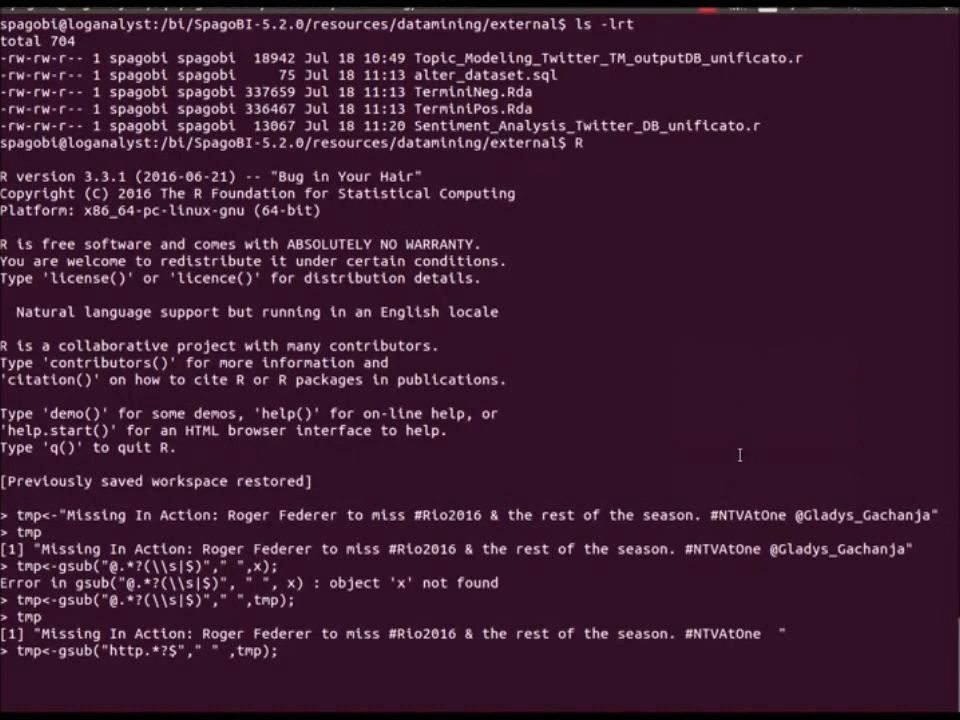 spagobi@loganalyst:/bi/SpagoBI-5.2.0/resources/datamining/external$ ls -lrt
total 704
-rw-rw-r-- 1 spagobi spagobi  18942 Jul 18 10:49 Topic_Modeling_Twitter_TM_outputDB_unificato.r
-rw-rw-r-- 1 spagobi spagobi     75 Jul 18 11:13 alter_dataset.sql
-rw-rw-r-- 1 spagobi spagobi 337659 Jul 18 11:13 TerminiNeg.Rda
-rw-rw-r-- 1 spagobi spagobi 336467 Jul 18 11:13 TerminiPos.Rda
-rw-rw-r-- 1 spagobi spagobi  13067 Jul 18 11:20 Sentiment_Analysis_Twitter_DB_unificato.r
spagobi@loganalyst:/bi/SpagoBI-5.2.0/resources/datamining/external$ R
R version 3.3.1 (2016-06-21) -- "Bug in Your Hair"
Copyright (C) 2016 The R Foundation for Statistical Computing
Platform: x86_64-pc-linux-gnu (64-bit)
R is free software and comes with ABSOLUTELY NO WARRANTY.
You are welcome to redistribute it under certain conditions.
Type 'license()' or 'licence()' for distribution details.
  Natural language support but running in an English locale
R is a collaborative project with many contributors.
Type 'contributors()' for more information and
'citation()' on how to cite R or R packages in publications.
Type 'demo()' for some demos, 'help()' for on-line help, or
'help.start()' for an HTML browser interface to help.
Type 'q()' to quit R.
[Previously saved workspace restored]
> tmp<-"Missing In Action: Roger Federer to miss #Rio2016 & the rest of the season. #NTVAtOne @Gladys_Gachanja"
> tmp
[1] "Missing In Action: Roger Federer to miss #Rio2016 & the rest of the season. #NTVAtOne @Gladys_Gachanja"
> tmp<-gsub("@.*?(\\s|$)"," ",x);
Error in gsub("@.*?(\\s|$)", " ", x) : object 'x' not found
> tmp<-gsub("@.*?(\\s|$)"," ",tmp);
> tmp
[1] "Missing In Action: Roger Federer to miss #Rio2016 & the rest of the season. #NTVAtOne  "
> tmp<-gsub("http.*?$"," " ,tmp);